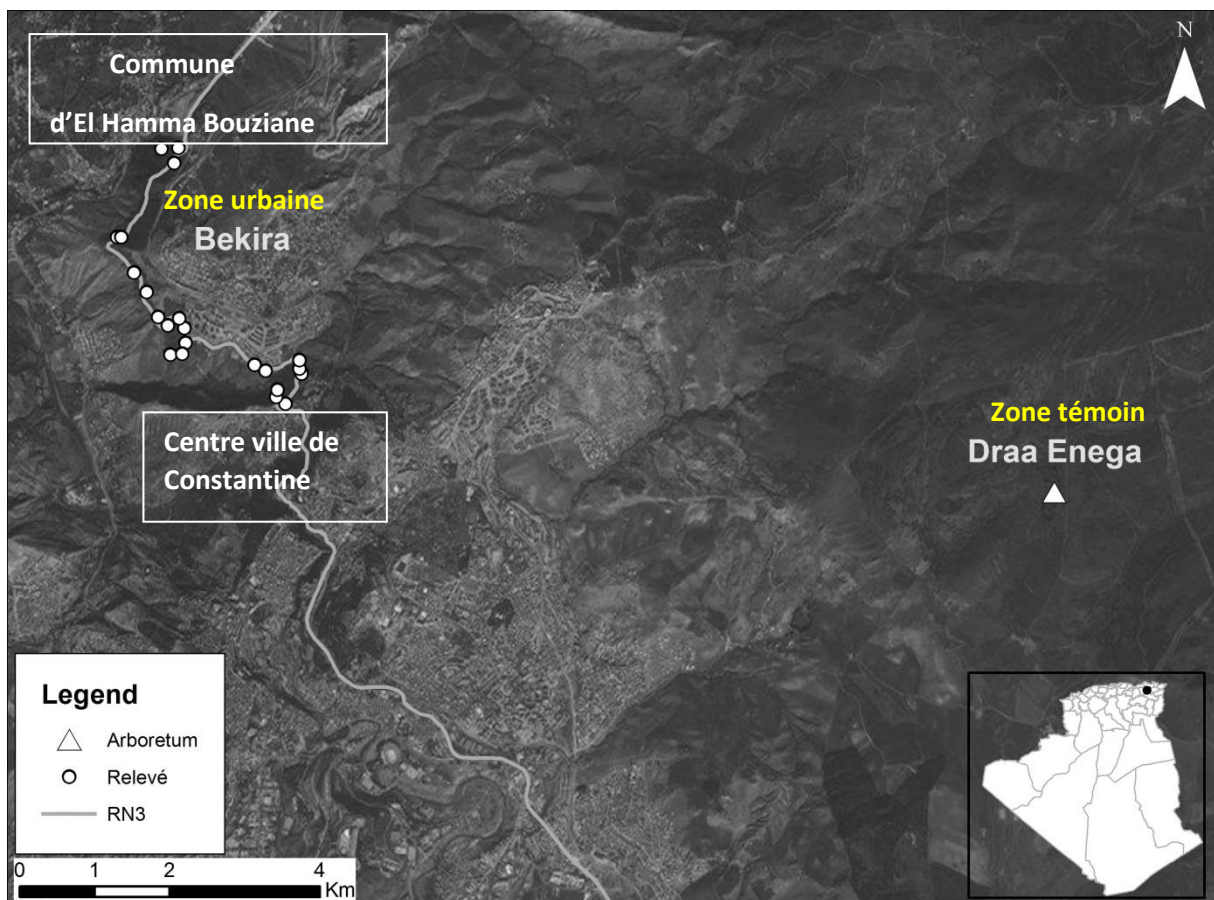 Commune
d’El Hamma Bouziane
N
Zone urbaine
Bekira
Zone témoin
Draa Enega
Centre ville de
Constantine
Legend
Arboretum
Relevé
RN3
0 1 2 4
Km